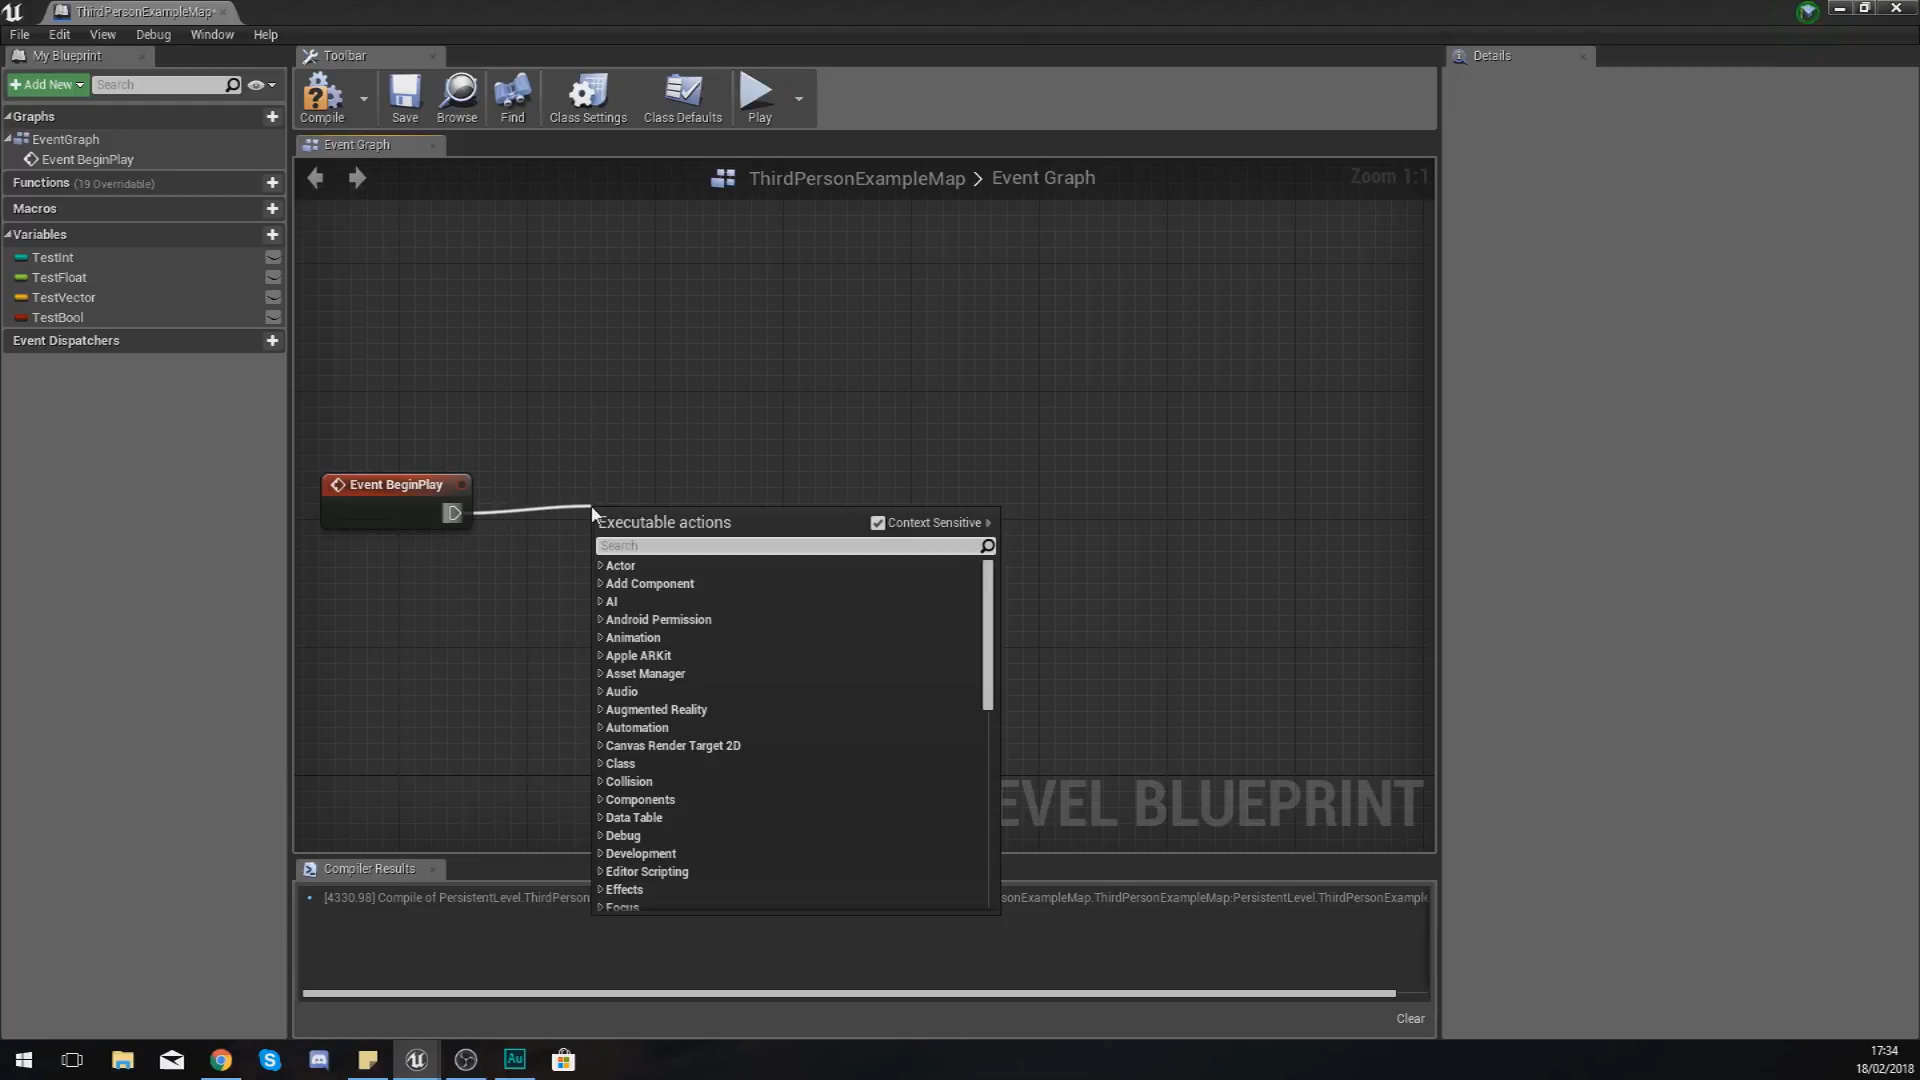 ThirdPersonExampleMap*
File Edit View Debug Window Help
My Blueprint
Add New Search
Graphs
EventGraph
Event BeginPlay
Functions (19 Overridable)
Macros
Variables
TestInt
TestFloat
TestVector
TestBool
Event Dispatchers
Toolbar
Compile Save Browse Find Class Settings Class Defaults Play
Event Graph
ThirdPersonExampleMap > Event Graph
Zoom 1:1
Event BeginPlay
Executable actions
Context Sensitive
Search
Actor
Add Component
AI
Android Permission
Animation
Apple ARKit
Asset Manager
Audio
Augmented Reality
Automation
Canvas Render Target 2D
Class
Collision
Components
Data Table
Debug
Development
Editor Scripting
Effects
Focus
EVEL BLUEPRINT
Compiler Results
[4330.98] Compile of PersistentLevel.ThirdPerson
sonExampleMap.ThirdPersonExampleMap:PersistentLevel.ThirdPersonExample
Clear
Details
Au
17:34
18/02/2018